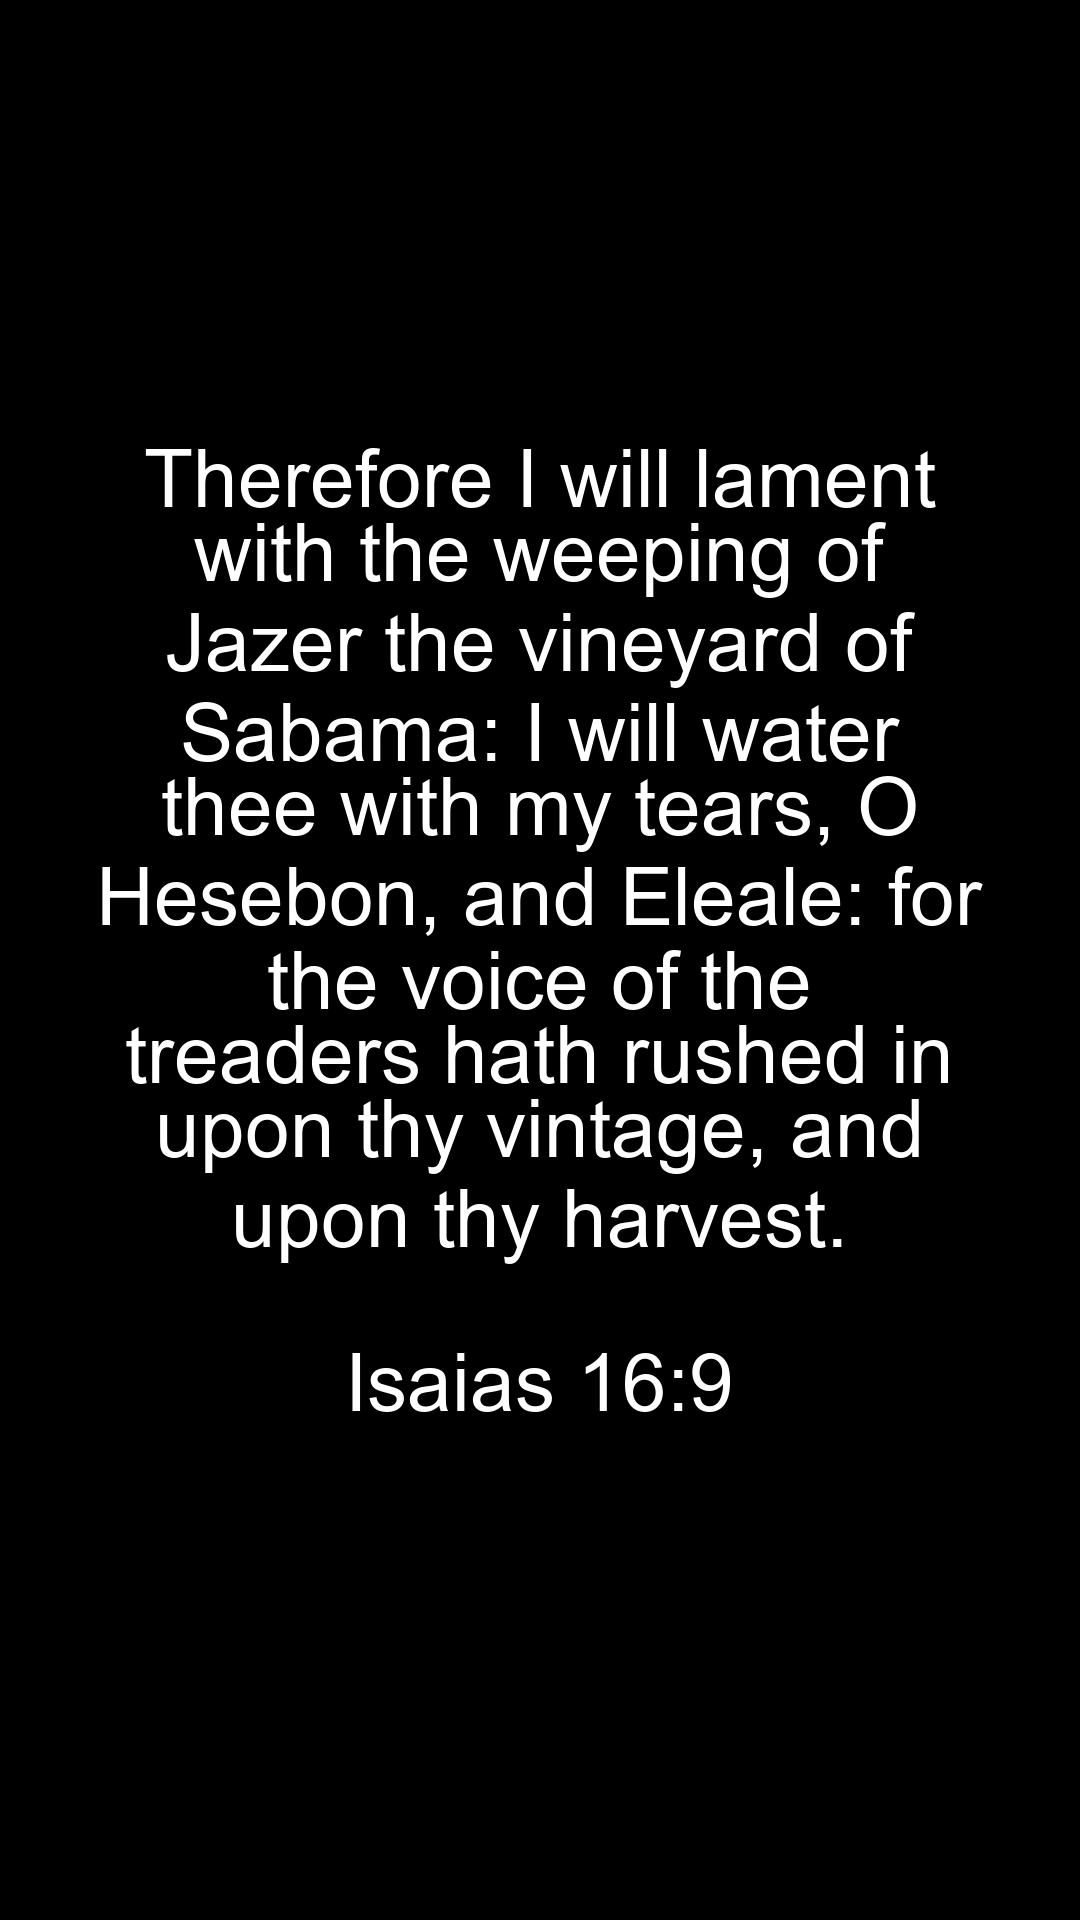 Therefore I will lament
with the weeping of
Jazer the vineyard of
Sabama: I will water
thee with my tears, O
Hesebon, and Eleale: for
the voice of the
treaders hath rushed in
upon thy vintage, and
upon thy harvest.
Isaias 16:9